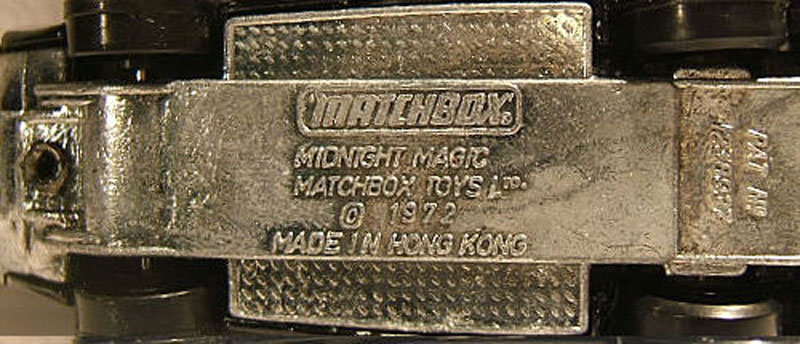 MATCHBOX®
MIDNIGHT MAGIC
MATCHBOX TOYS LTD.
© 1972
MADE IN HONG KONG
PAT Nº